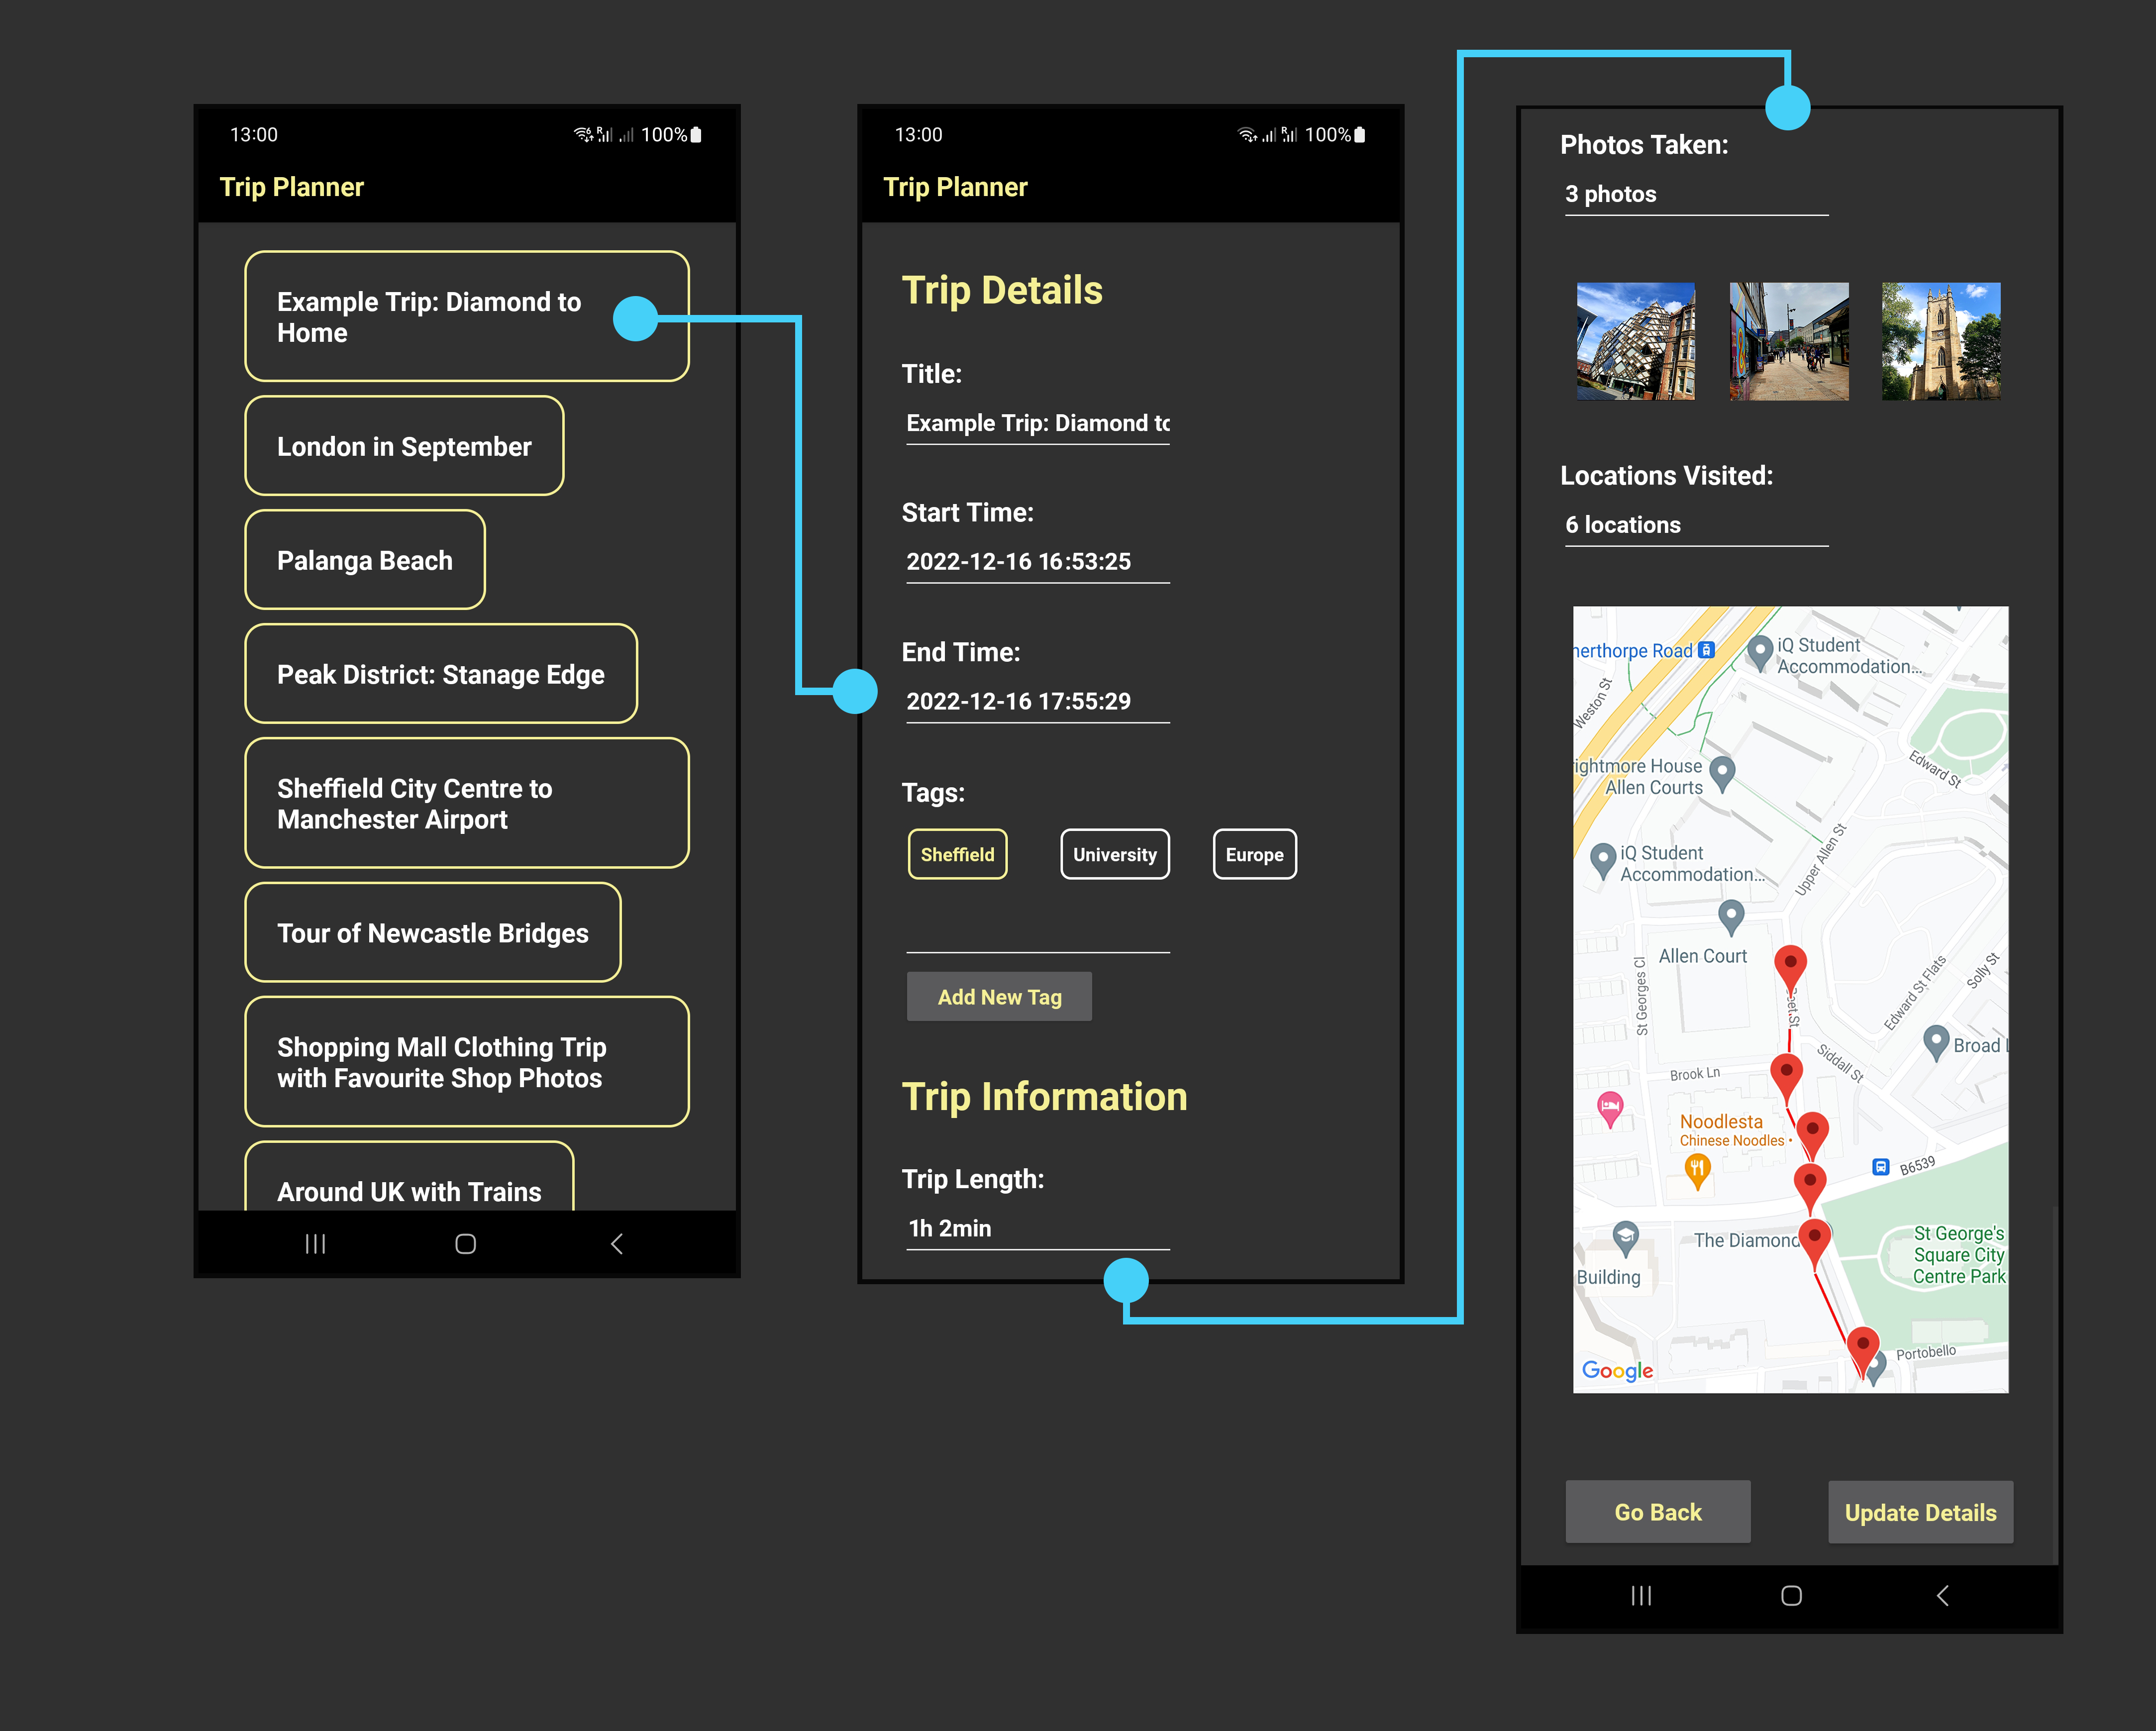 13:00
100%
Trip Planner
Example Trip: Diamond to
Home
London in September
Palanga Beach
Peak District: Stanage Edge
Sheffield City Centre to
Manchester Airport
Tour of Newcastle Bridges
Shopping Mall Clothing Trip
with Favourite Shop Photos
Around UK with Trains
13:00
100%
Trip Planner
Trip Details
Title:
Example Trip: Diamond to
Start Time:
2022-12-16 16:53:25
End Time:
2022-12-16 17:55:29
Tags:
Sheffield
University
Europe
Add New Tag
Trip Information
Trip Length:
1h 2min
Photos Taken:
3 photos
Locations Visited:
6 locations
nerthorpe Road
iQ Student
Accommodation...
Weston St
Edward St
rightmore House
Allen Courts
Upper Allen St
iQ Student
Accommodation...
Allen Court
St Georges Cl
Edward St Flats
Solly St
Broad L
Siddall St
Brook Ln
Noodlesta
Chinese Noodles •
B6539
The Diamond
St George's
Square City
Centre Park
Building
Portobello
Google
Go Back
Update Details